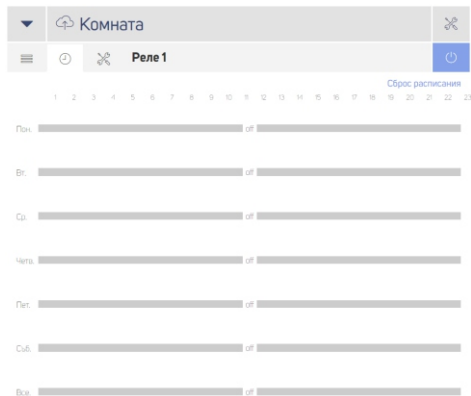 Комната
Реле 1
Сброс расписания
1 2 3 4 5 6 7 8 9 10 11 12 13 14 15 16 17 18 19 20 21 22 23
Пон. off
Вт. off
Ср. off
Четв. off
Пят. off
Суб. off
Вос. off